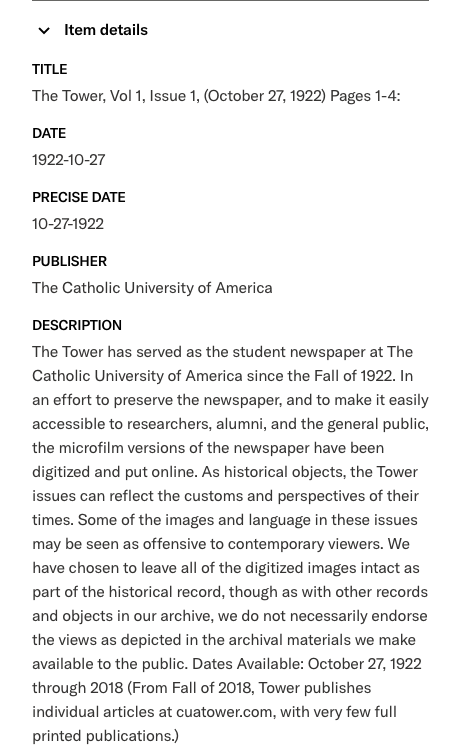 Item details
TITLE
The Tower, Vol 1, Issue 1, (October 27, 1922) Pages 1-4:
DATE
1922-10-27
PRECISE DATE
10-27-1922
PUBLISHER
The Catholic University of America
DESCRIPTION
The Tower has served as the student newspaper at The
Catholic University of America since the Fall of 1922. In
an effort to preserve the newspaper, and to make it easily
accessible to researchers, alumni, and the general public,
the microfilm versions of the newspaper have been
digitized and put online. As historical objects, the Tower
issues can reflect the customs and perspectives of their
times. Some of the images and language in these issues
may be seen as offensive to contemporary viewers. We
have chosen to leave all of the digitized images intact as
part of the historical record, though as with other records
and objects in our archive, we do not necessarily endorse
the views as depicted in the archival materials we make
available to the public. Dates Available: October 27, 1922
through 2018 (From Fall of 2018, Tower publishes
individual articles at cuatower.com, with very few full
printed publications.)